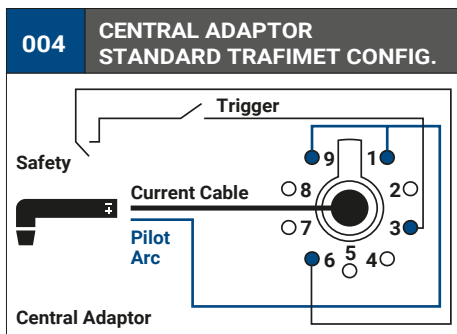 004
CENTRAL ADAPTOR
STANDARD TRAFIMET CONFIG.
Trigger
Safety
9 1
8 2
Current Cable
7 3
Pilot
Arc
6 5 4
Central Adaptor